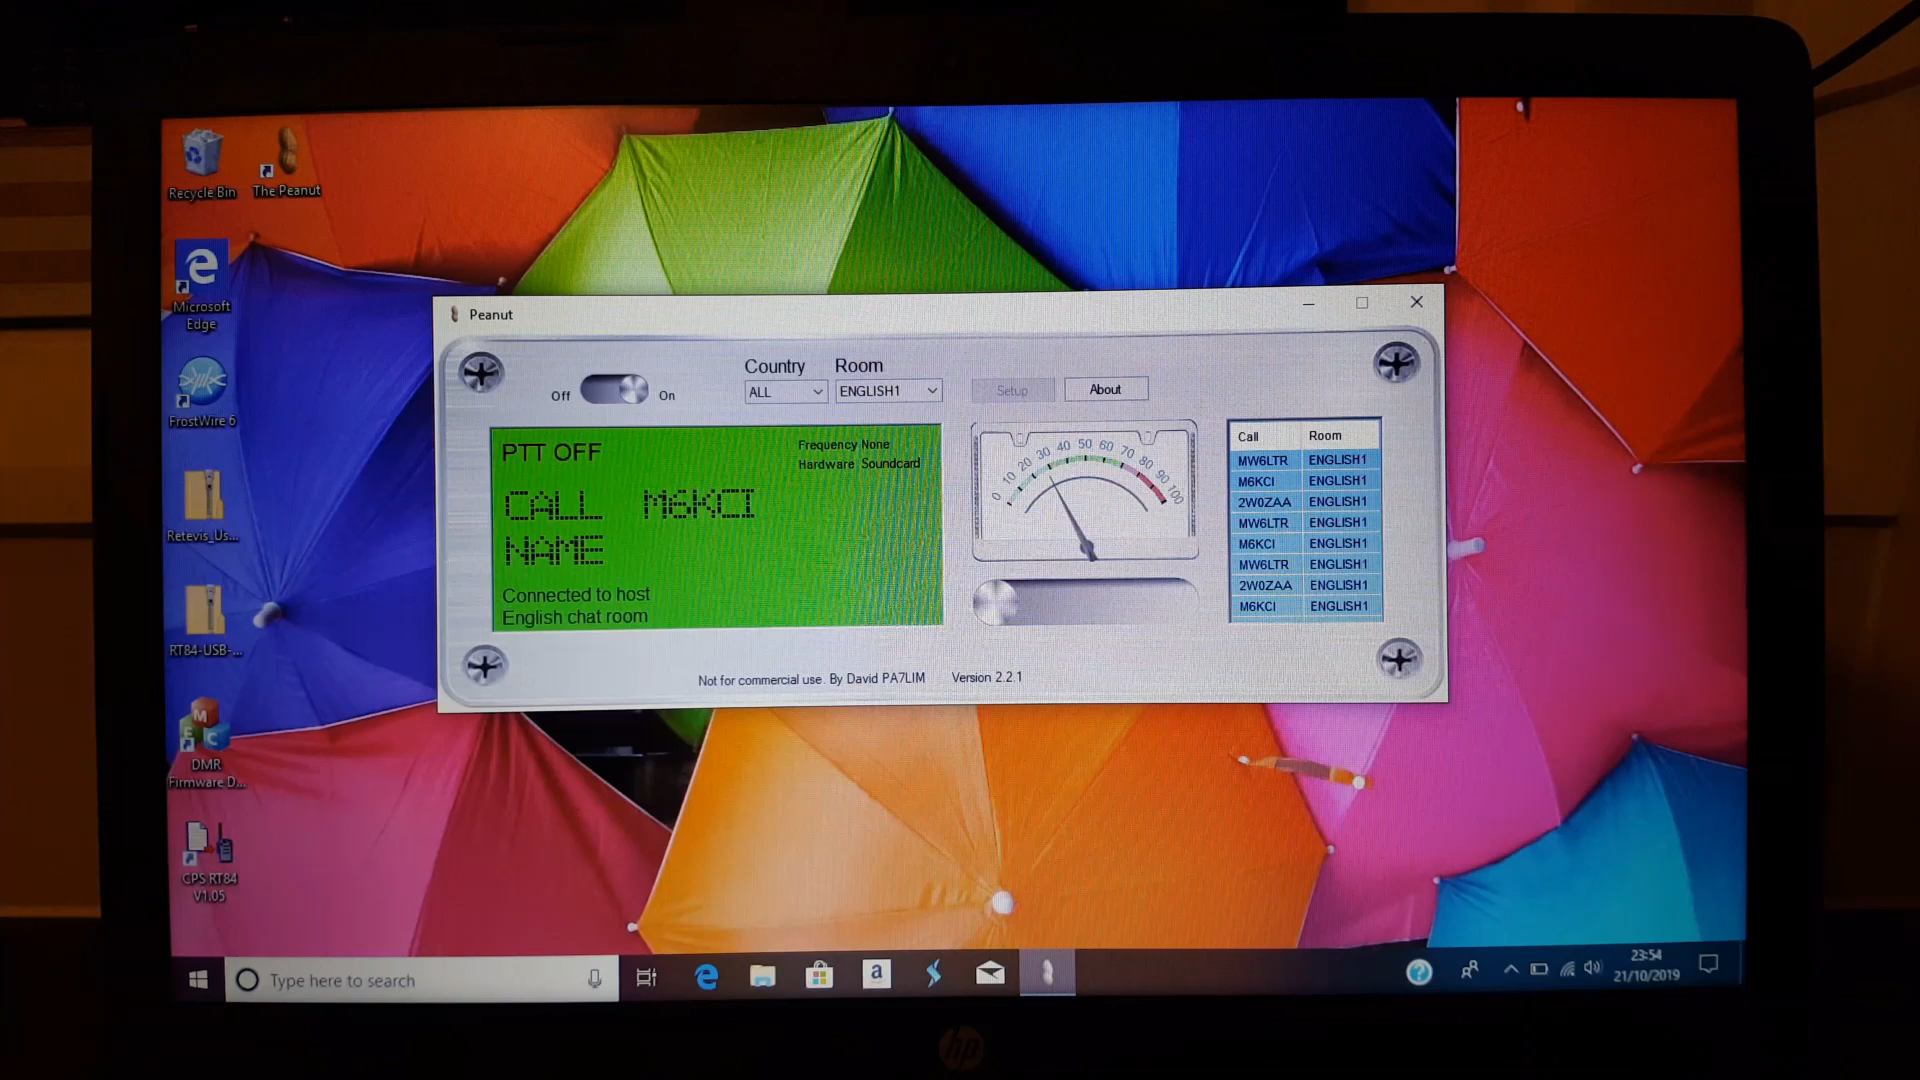 Recycle Bin
The Peanut
Microsoft
Edge
FrostWire 6
Retevis_Us...
RT84-USB-...
DMR
Firmware D...
CPS RT84
V1.05
Peanut
Off
On
Country
Room
ALL
ENGLISH1
Setup
About
PTT OFF
Frequency None
Hardware Soundcard
CALL M6KCI
NAME
Connected to host
English chat room
0 10 20 30 40 50 60 70 80 90 100
Call Room
MW6LTR ENGLISH1
M6KCI ENGLISH1
2W0ZAA ENGLISH1
MW6LTR ENGLISH1
M6KCI ENGLISH1
MW6LTR ENGLISH1
2W0ZAA ENGLISH1
M6KCI ENGLISH1
Not for commercial use. By David PA7LIM Version 2.2.1
Type here to search
23:54
21/10/2019
hp